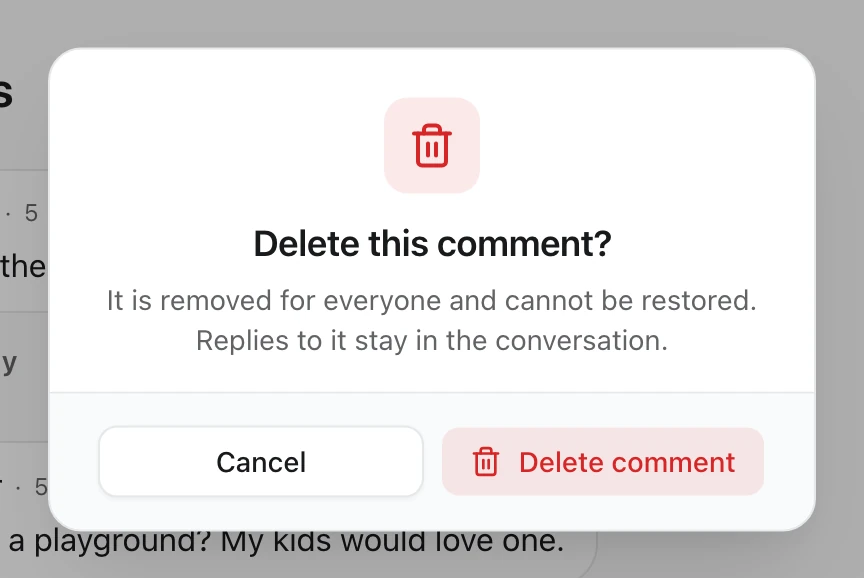 s
· 5
the
Delete this comment?
It is removed for everyone and cannot be restored.
Replies to it stay in the conversation.
y
Cancel
Delete comment
· 5
a playground? My kids would love one.